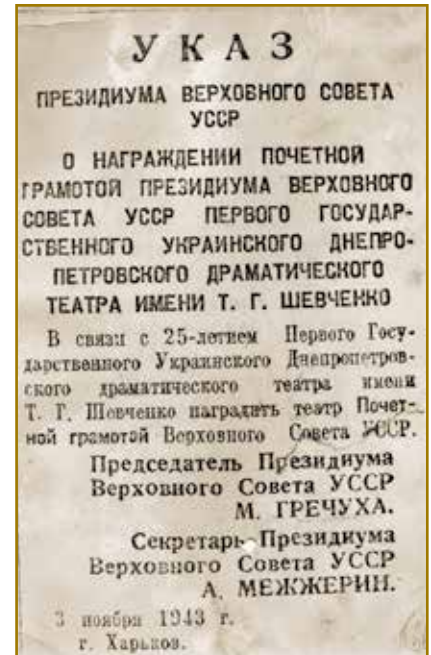 УКАЗ
ПРЕЗИДИУМА ВЕРХОВНОГО СОВЕТА
УССР
О НАГРАЖДЕНИИ ПОЧЕТНОЙ
ГРАМОТОЙ ПРЕЗИДИУМА ВЕРХОВНОГО
СОВЕТА УССР ПЕРВОГО ГОСУДАР-
СТВЕННОГО УКРАИНСКОГО ДНЕПРО-
ПЕТРОВСКОГО ДРАМАТИЧЕСКОГО
ТЕАТРА ИМЕНИ Т. Г. ШЕВЧЕНКО
В связи с 25-летием Первого Госу-
дарственного Украинского Днепропетров-
ского драматического театра имени
Т. Г. Шевченко наградить театр Почет-
ной грамотой Верховного Совета УССР.
Председатель Президиума
Верховного Совета УССР
М. ГРЕЧУХА.
Секретарь Президиума
Верховного Совета УССР
А. МЕЖЖЕРИН.
3 ноября 1943 г.
г. Харьков.